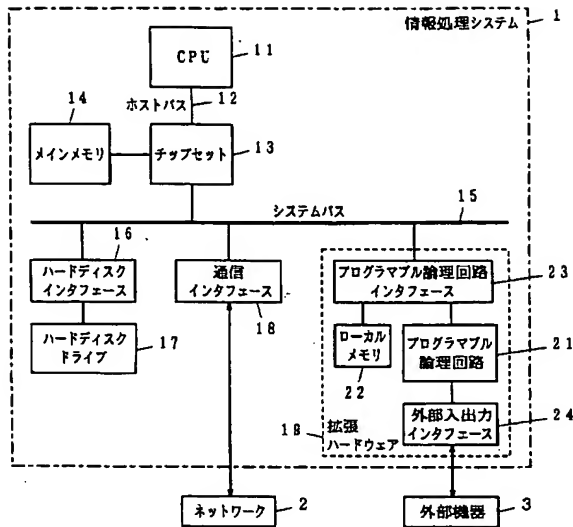 情報処理システム 1
CPU 11
ホストバス 12
14
メインメモリ
チップセット 13
システムバス 15
16
ハードディスク
インタフェース
通信
インタフェース
18
プログラマブル論理回路
インタフェース
23
ハードディスク
ドライブ
17
ローカル
メモリ
22
プログラマブル
論理回路
21
外部入出力
インタフェース
24
19 拡張
ハードウェア
ネットワーク 2
外部機器 3